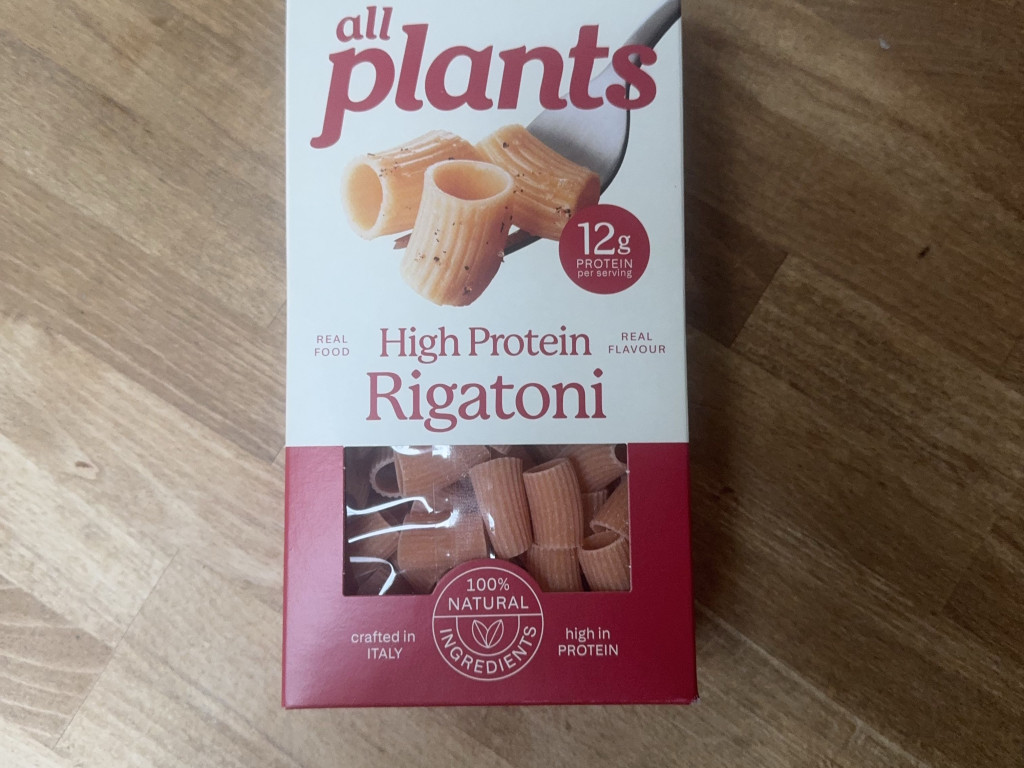 all
plants
12g
PROTEIN
per serving
REAL
FOOD
High Protein
Rigatoni
REAL
FLAVOUR
100%
NATURAL
INGREDIENTS
crafted in
ITALY
high in
PROTEIN